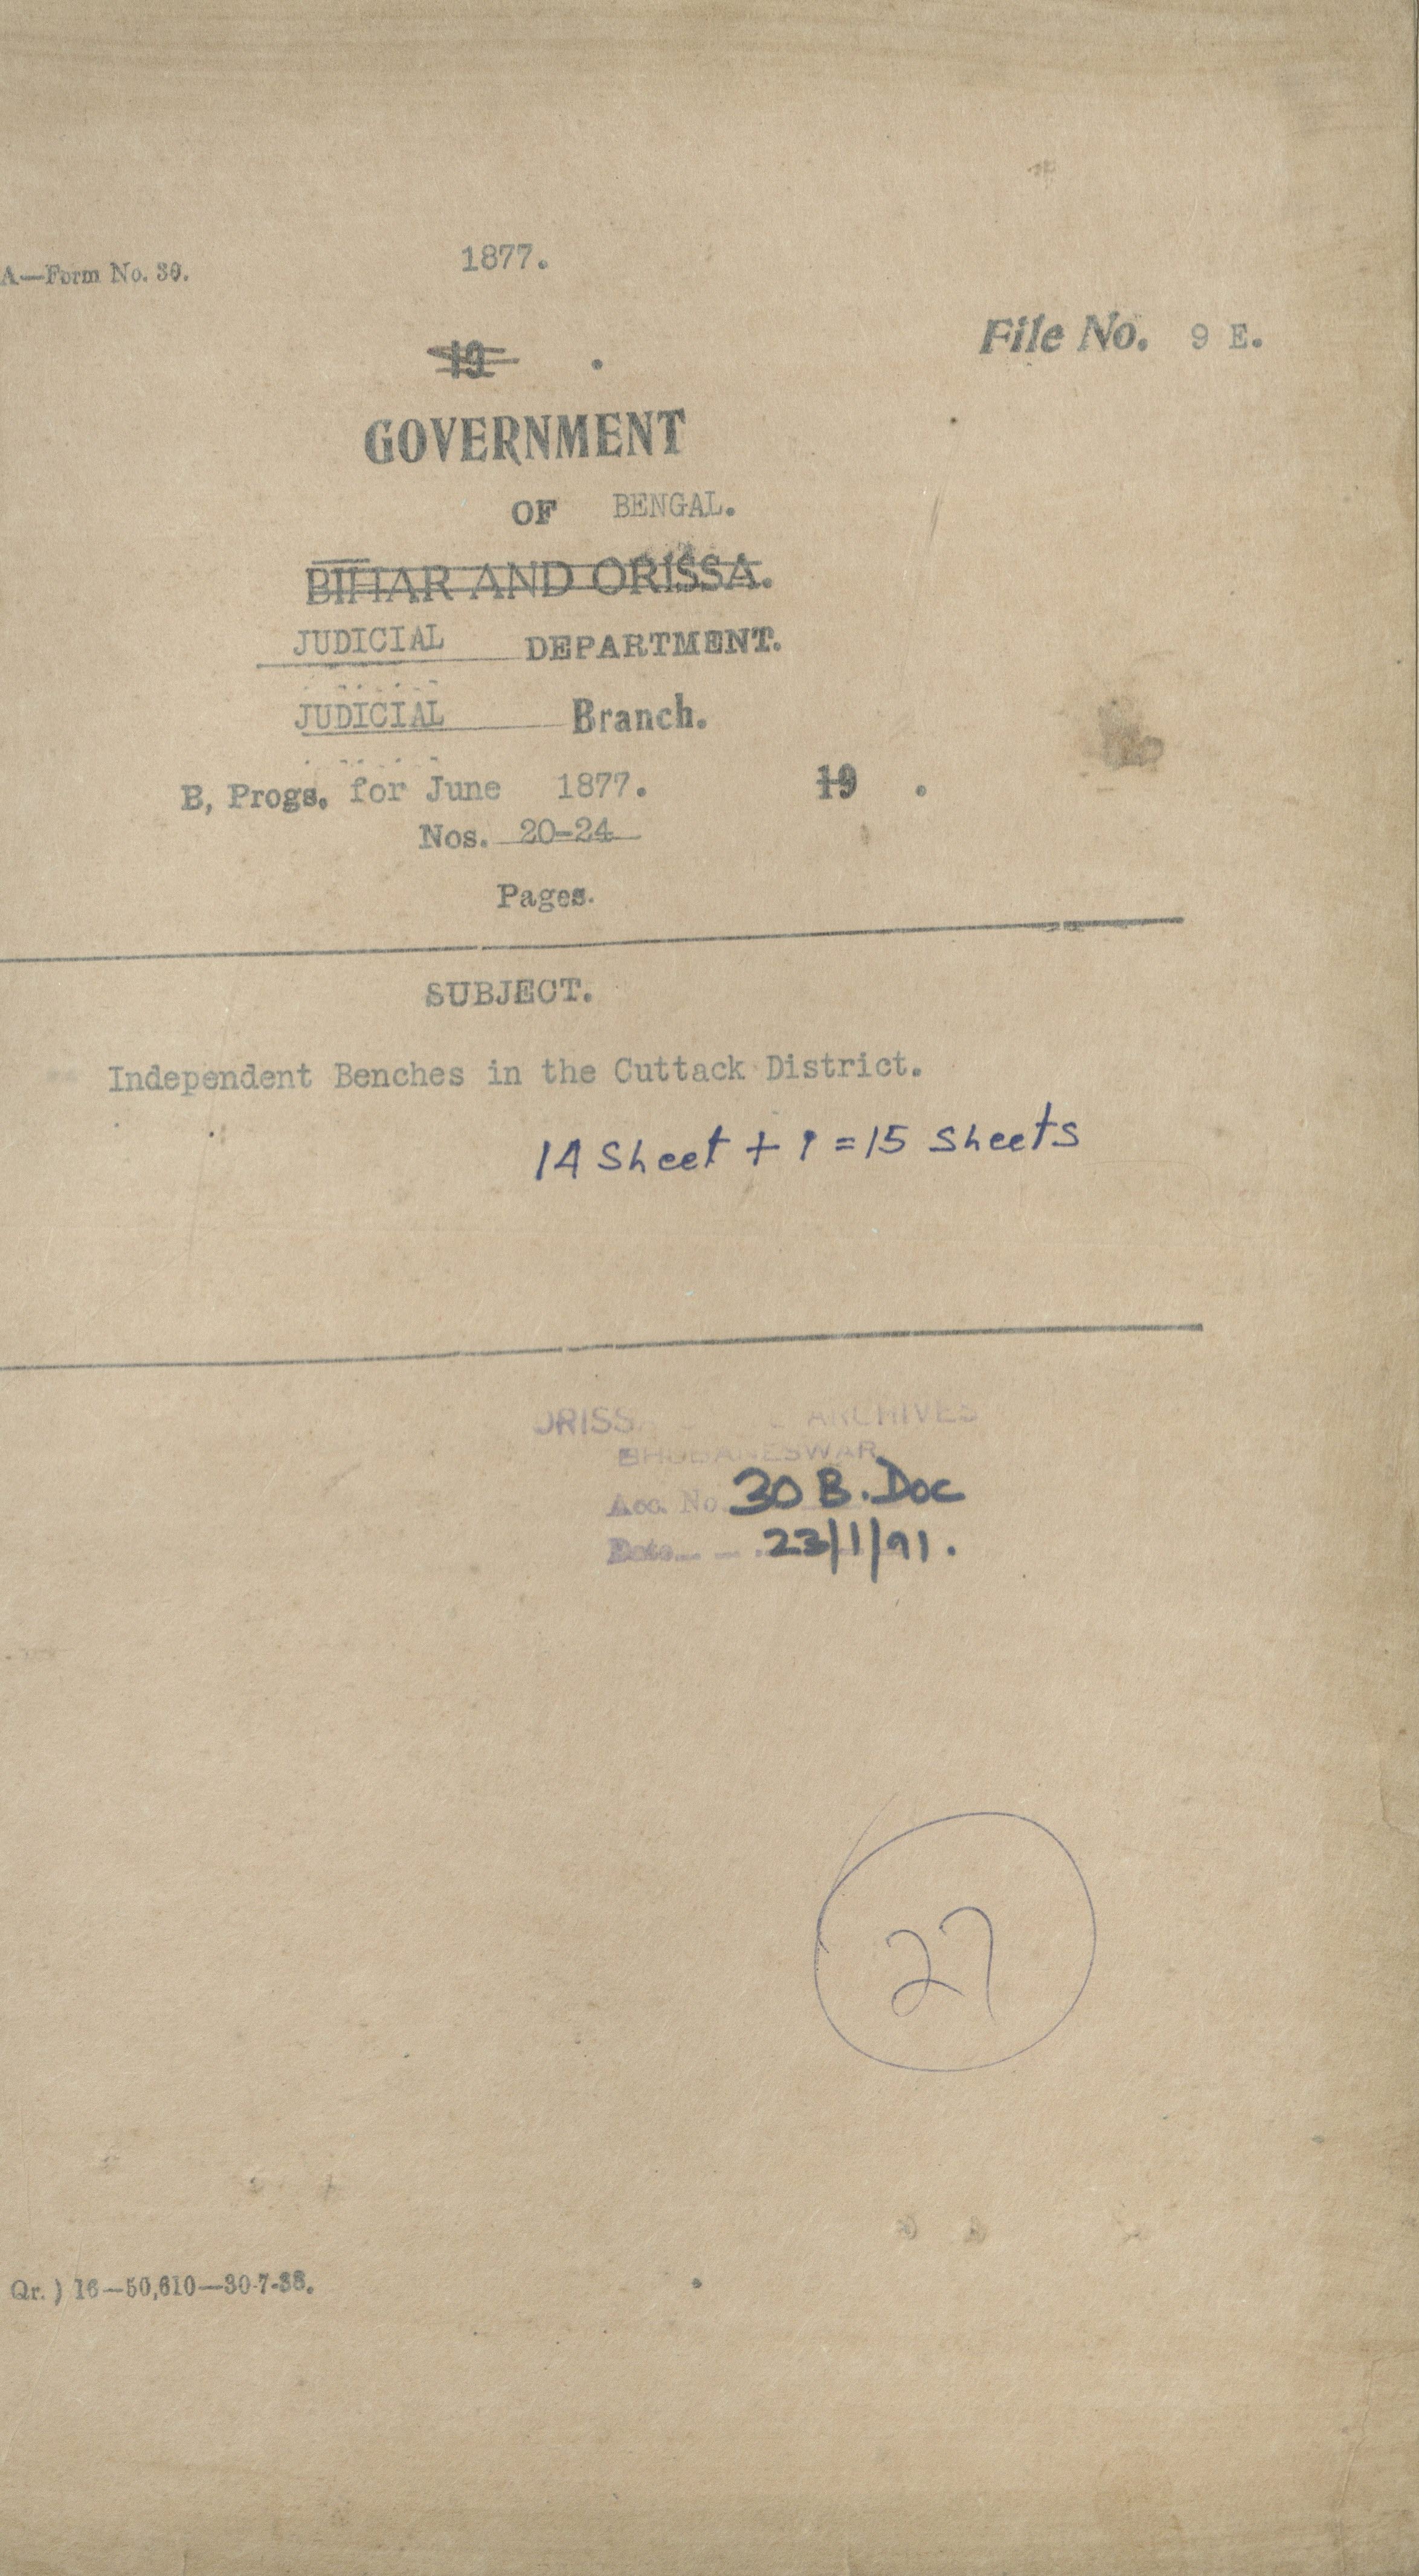 1877.
A—Form No. 30.
File No. 9 E.
19 .
GOVERNMENT
OF BENGAL.
BIHAR AND ORISSA.
JUDICIAL DEPARTMENT.
JUDICIAL Branch.
B, Progs. for June 1877. 19 .
Nos. 20-24
Pages.
SUBJECT.
Independent Benches in the Cuttack District.
14 Sheet + 1 = 15 Sheets
ORISSA ARCHIVES
BHUBANESWAR
Acc. No. 30 B. Doc
Date 23/1/91.
27
Qr. ) 16—50,610—30-7-38.